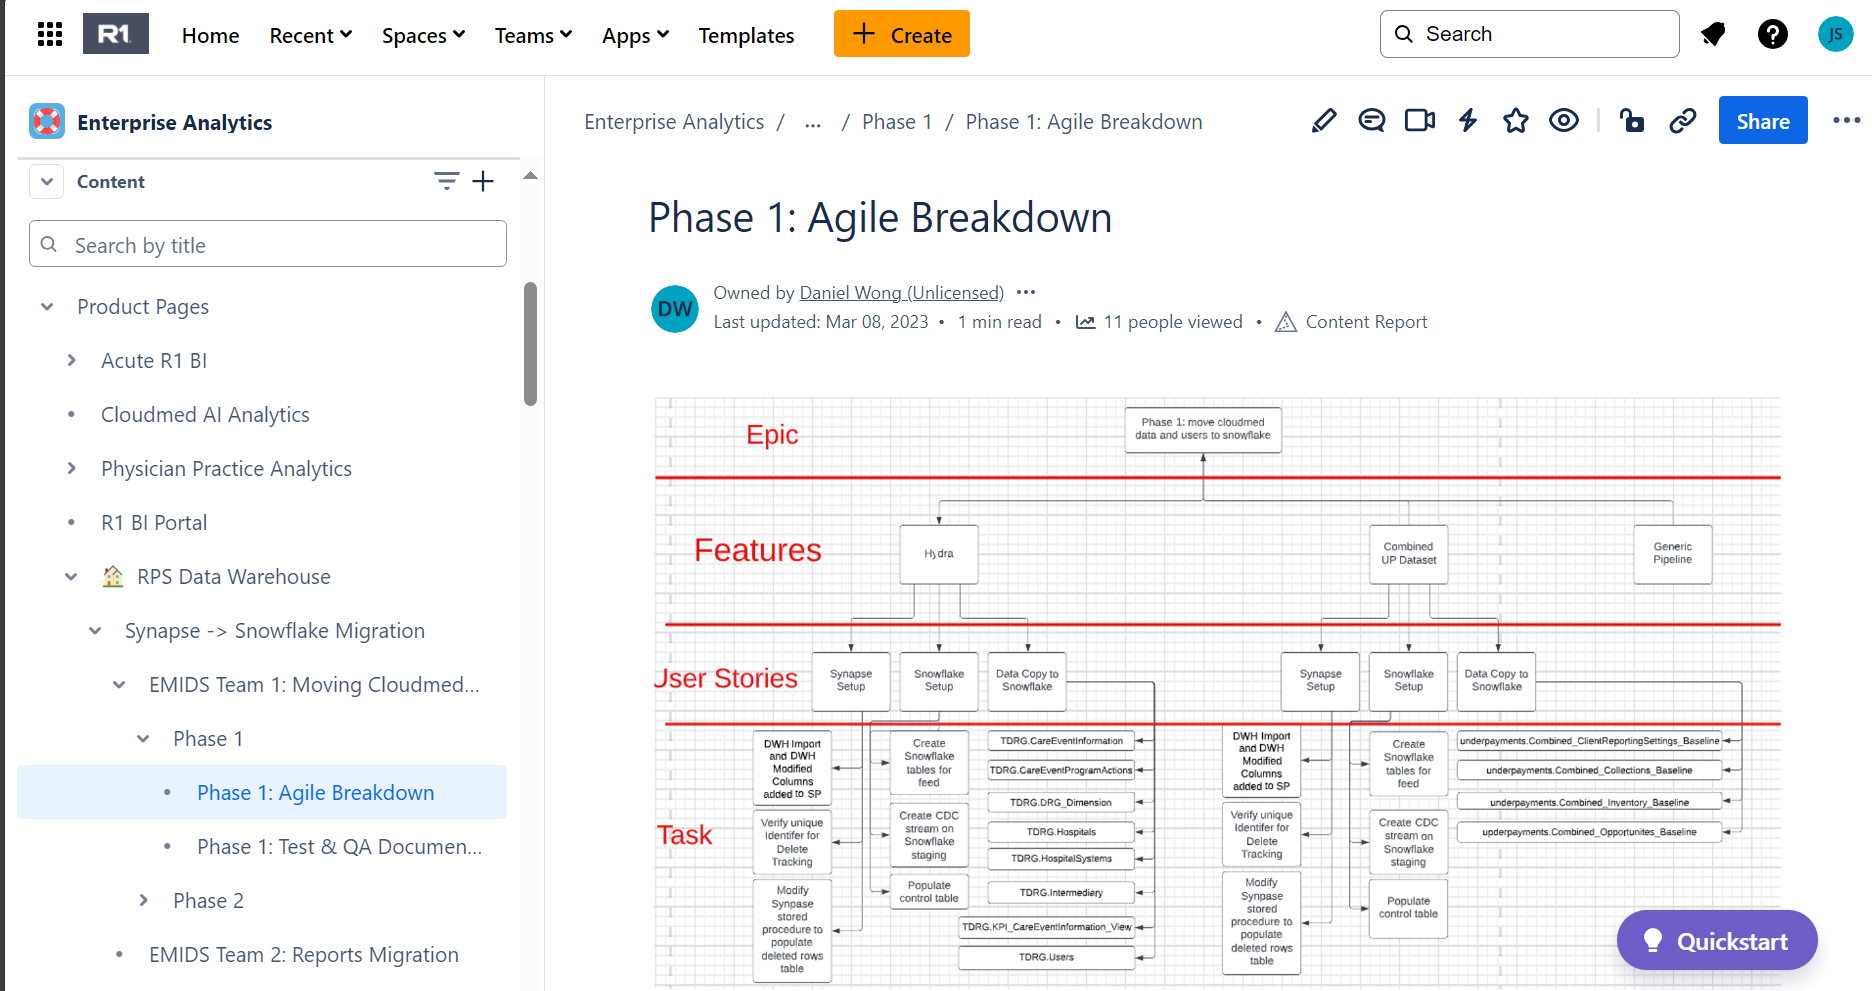 R1
Home
Recent
Spaces
Teams
Apps
Templates
+ Create
Search
JS
Enterprise Analytics
Content
Search by title
Product Pages
Acute R1 BI
Cloudmed AI Analytics
Physician Practice Analytics
R1 BI Portal
RPS Data Warehouse
Synapse -> Snowflake Migration
EMIDS Team 1: Moving Cloudmed...
Phase 1
Phase 1: Agile Breakdown
Phase 1: Test & QA Documen...
Phase 2
EMIDS Team 2: Reports Migration
Enterprise Analytics / ... / Phase 1 / Phase 1: Agile Breakdown
Share
Phase 1: Agile Breakdown
DW
Owned by Daniel Wong (Unlicensed)
Last updated: Mar 08, 2023 • 1 min read • 11 people viewed • Content Report
Epic
Phase 1: move cloudmed
data and users to snowflake
Features
Hydra
Combined
UP Dataset
Generic
Pipeline
User Stories
Synapse
Setup
Snowflake
Setup
Data Copy to
Snowflake
Synapse
Setup
Snowflake
Setup
Data Copy to
Snowflake
Task
DWH Import
and DWH
Modified
Columns
added to SP
Verify unique
Identifer for
Delete
Tracking
Modify
Synpase
stored
procedure to
populate
deleted rows
table
Create
Snowflake
tables for
feed
Create CDC
stream on
Snowflake
staging
Populate
control table
TDRG.CareEventInformation
TDRG.CareEventProgramActions
TDRG.DRG_Dimension
TDRG.Hospitals
TDRG.HospitalSystems
TDRG.Intermediary
TDRG.KPI_CareEventInformation_View
TDRG.Users
DWH Import
and DWH
Modified
Columns
added to SP
Verify unique
Identifer for
Delete
Tracking
Modify
Synapse
stored
procedure to
populate
deleted rows
table
Create
Snowflake
tables for
feed
Create CDC
stream on
Snowflake
staging
Populate
control table
underpayments.Combined_ClientReportingSettings_Baseline
underpayments.Combined_Collections_Baseline
underpayments.Combined_Inventory_Baseline
upderpayments.Combined_Opportunites_Baseline
Quickstart